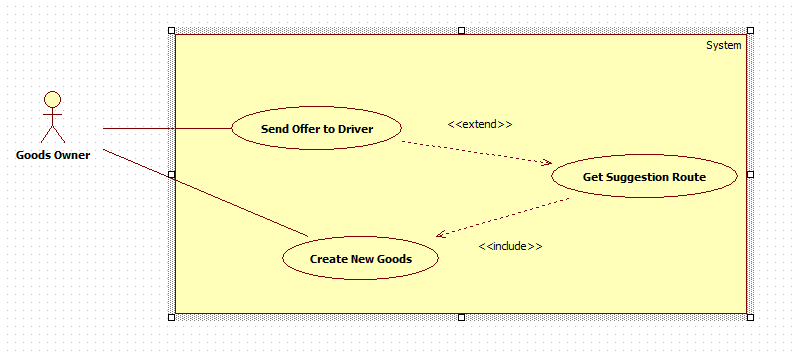 System
Send Offer to Driver
<<extend>>
Goods Owner
Get Suggestion Route
<<include>>
Create New Goods